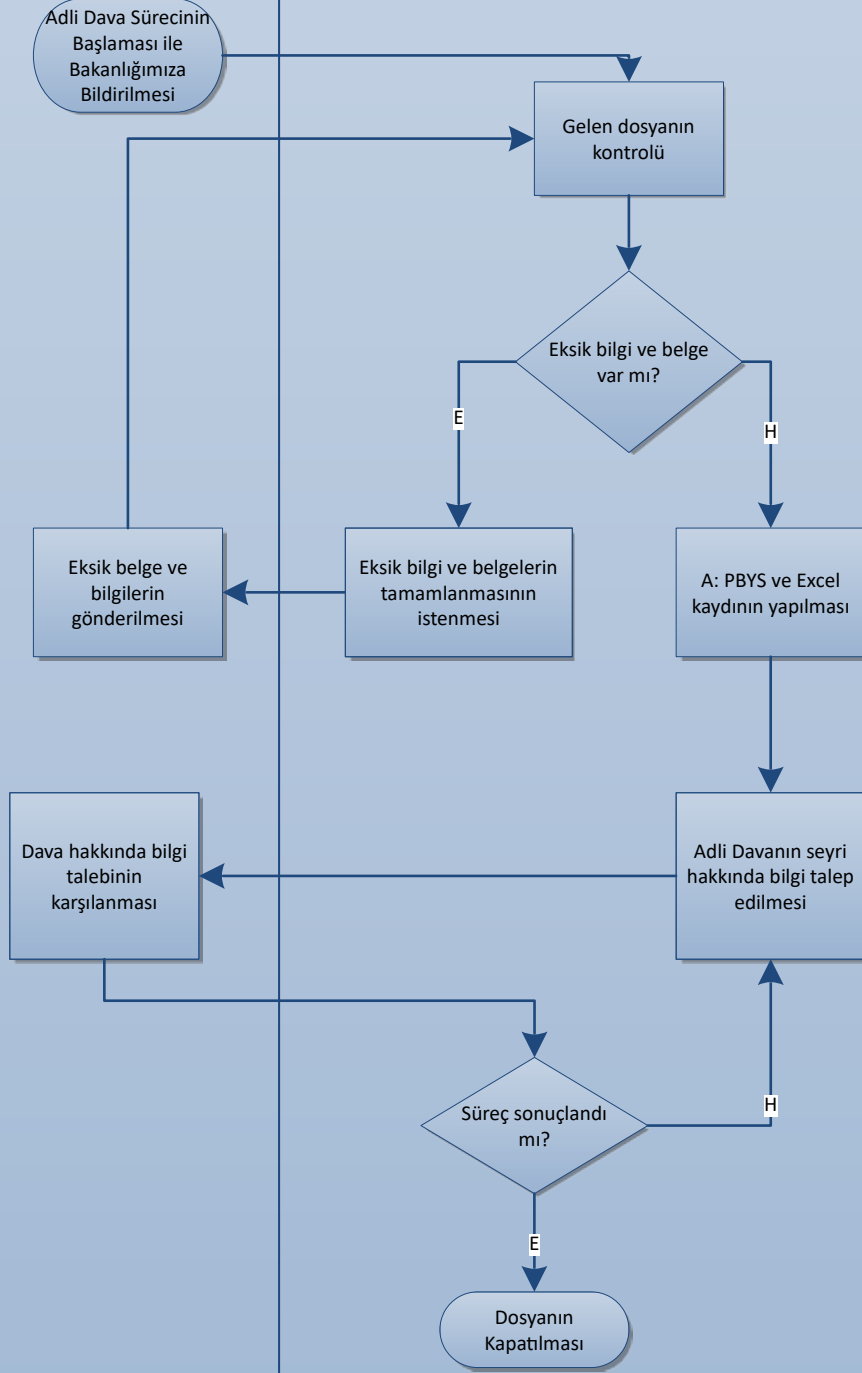 Adli Dava Sürecinin
Başlaması ile
Bakanlığımıza
Bildirilmesi
Gelen dosyanın
kontrolü
Eksik bilgi ve belge
var mı?
E
H
Eksik belge ve
bilgilerin
gönderilmesi
Eksik bilgi ve belgelerin
tamamlanmasının
istenmesi
A: PBYS ve Excel
kaydının yapılması
Dava hakkında bilgi
talebinin
karşılanması
Adli Davanın seyri
hakkında bilgi talep
edilmesi
Süreç sonuçlandı
mı?
H
E
Dosyanın
Kapatılması